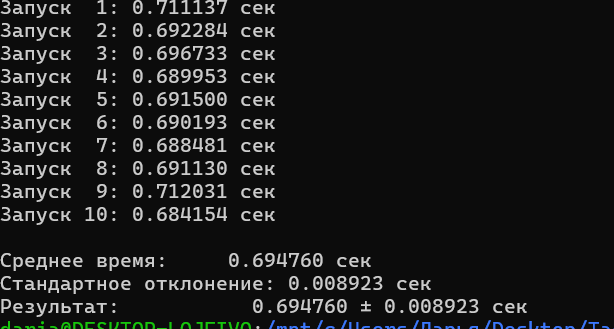 Запуск  1: 0.711137 сек
Запуск  2: 0.692284 сек
Запуск  3: 0.696733 сек
Запуск  4: 0.689953 сек
Запуск  5: 0.691500 сек
Запуск  6: 0.690193 сек
Запуск  7: 0.688481 сек
Запуск  8: 0.691130 сек
Запуск  9: 0.712031 сек
Запуск 10: 0.684154 сек
Среднее время:     0.694760 сек
Стандартное отклонение: 0.008923 сек
Результат:           0.694760 ± 0.008923 сек